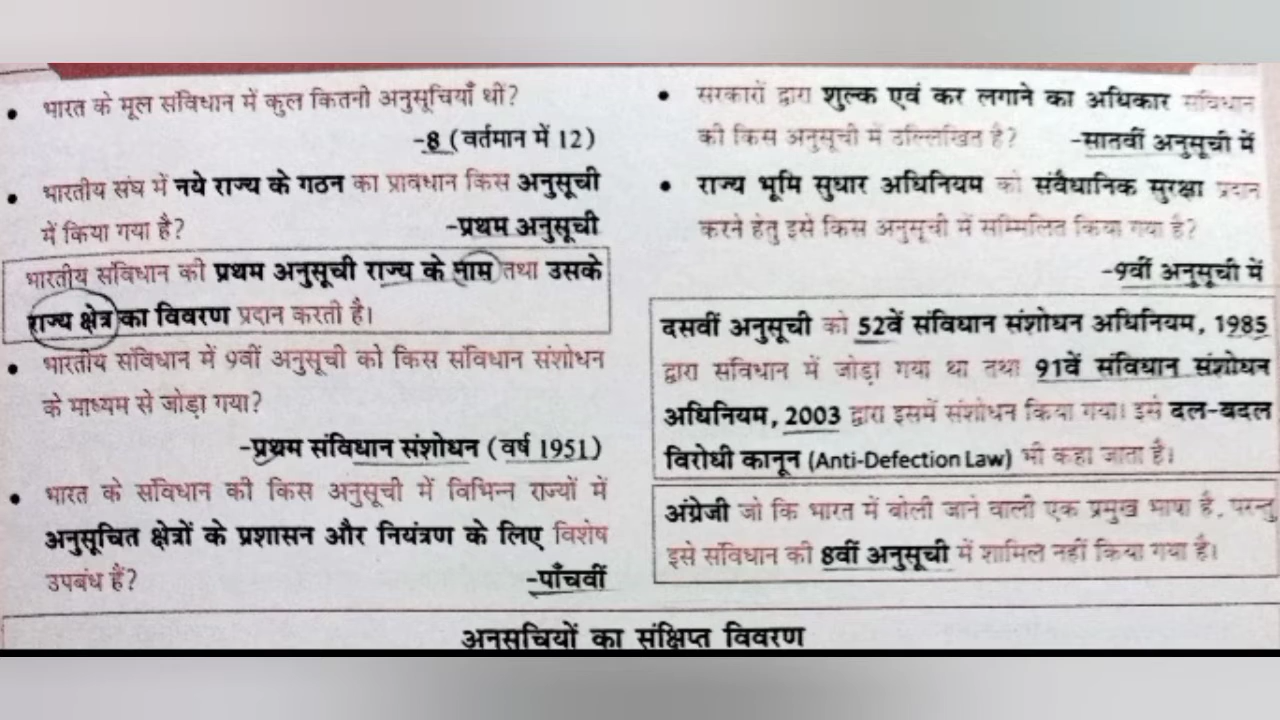 • भारत के मूल संविधान में कुल कितनी अनुसूचियाँ थीं?
-8 (वर्तमान में 12)
• भारतीय संघ में नये राज्य के गठन का प्रावधान किस अनुसूची
में किया गया है? -प्रथम अनुसूची
भारतीय संविधान की प्रथम अनुसूची राज्य के नाम तथा उसके
राज्य क्षेत्र का विवरण प्रदान करती है।
• भारतीय संविधान में 9वीं अनुसूची को किस संविधान संशोधन
के माध्यम से जोड़ा गया?
-प्रथम संविधान संशोधन (वर्ष 1951)
• भारत के संविधान की किस अनुसूची में विभिन्न राज्यों में
अनुसूचित क्षेत्रों के प्रशासन और नियंत्रण के लिए विशेष
उपबंध हैं? -पाँचवीं
• सरकारों द्वारा शुल्क एवं कर लगाने का अधिकार संविधान
की किस अनुसूची में उल्लिखित है? -सातवीं अनुसूची में
• राज्य भूमि सुधार अधिनियम को संवैधानिक सुरक्षा प्रदान
करने हेतु इसे किस अनुसूची में सम्मिलित किया गया है?
-9वीं अनुसूची में
दसवीं अनुसूची को 52वें संविधान संशोधन अधिनियम, 1985
द्वारा संविधान में जोड़ा गया था तथा 91वें संविधान संशोधन
अधिनियम, 2003 द्वारा इसमें संशोधन किया गया। इसे दल-बदल
विरोधी कानून (Anti-Defection Law) भी कहा जाता है।
अंग्रेजी जो कि भारत में बोली जाने वाली एक प्रमुख भाषा है, परन्तु
इसे संविधान की 8वीं अनुसूची में शामिल नहीं किया गया है।
अनुसूचियों का संक्षिप्त विवरण